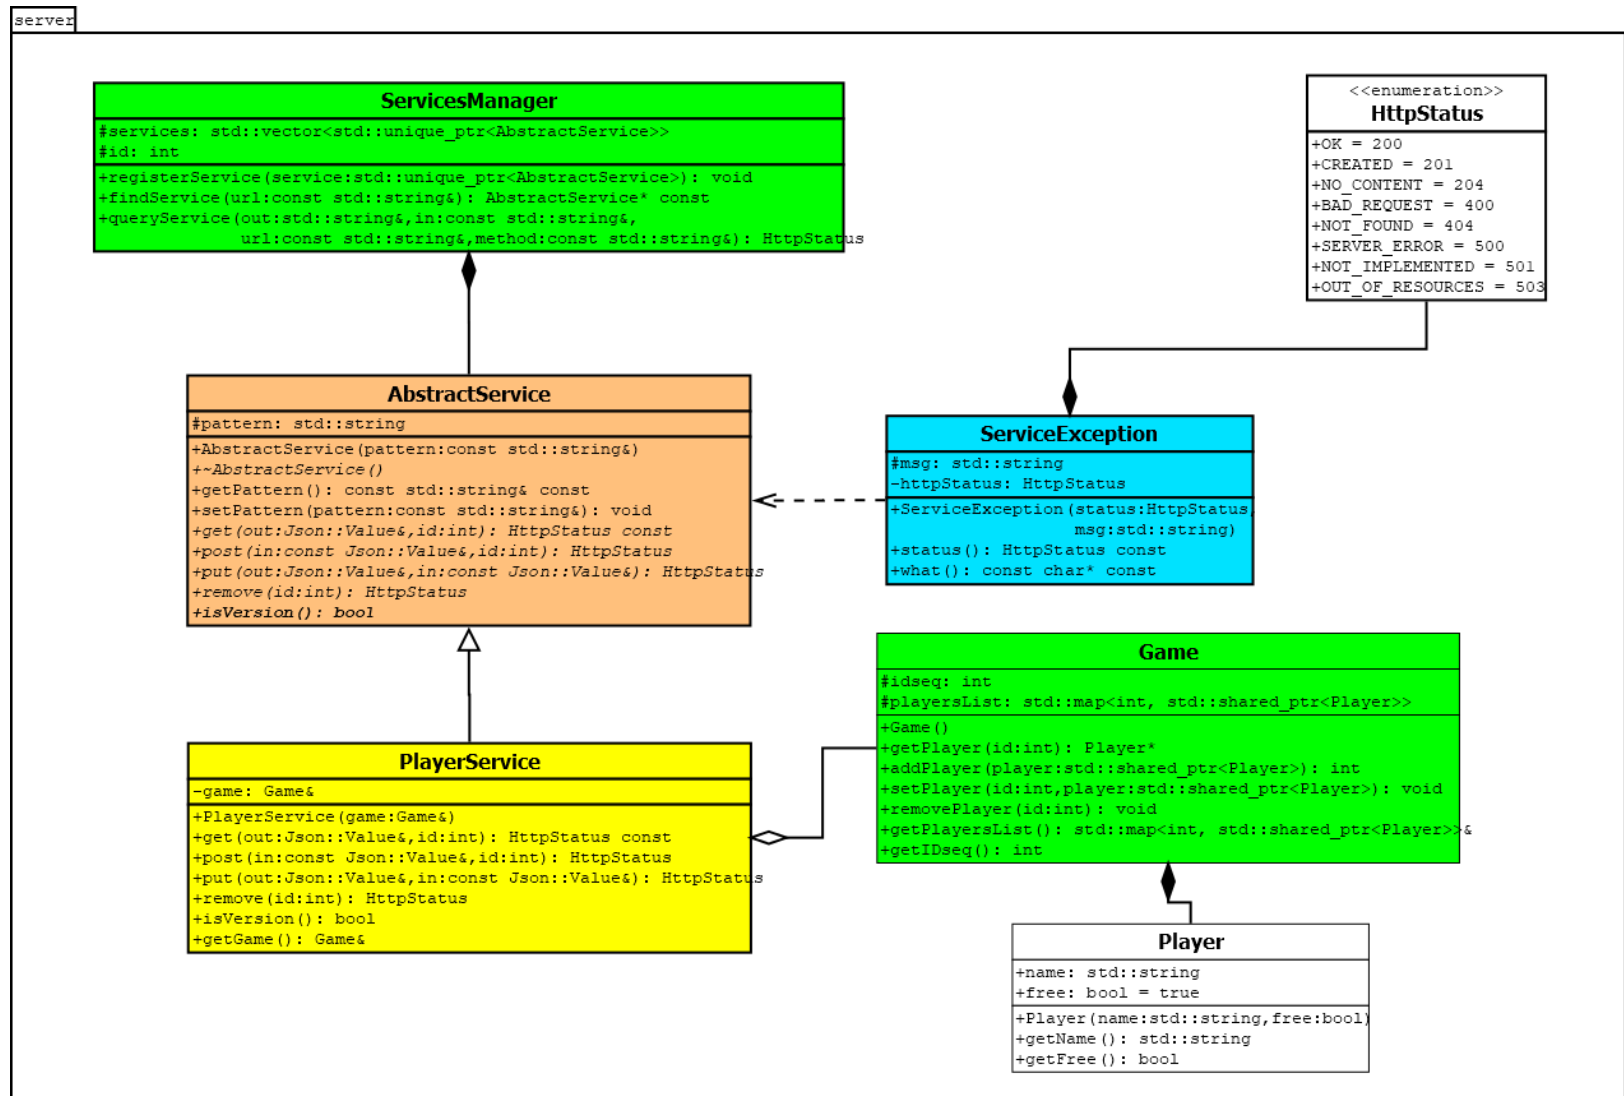 server
ServicesManager
#services: std::vector<std::unique_ptr<AbstractService>>
#id: int
+registerService(service:std::unique_ptr<AbstractService>): void
+findService(url:const std::string&): AbstractService* const
+queryService(out:std::string&,in:const std::string&,
url:const std::string&,method:const std::string&): HttpStatus
<<enumeration>>
HttpStatus
+OK = 200
+CREATED = 201
+NO_CONTENT = 204
+BAD_REQUEST = 400
+NOT_FOUND = 404
+SERVER_ERROR = 500
+NOT_IMPLEMENTED = 501
+OUT_OF_RESOURCES = 503
AbstractService
#pattern: std::string
+AbstractService(pattern:const std::string&)
+~AbstractService()
+getPattern(): const std::string& const
+setPattern(pattern:const std::string&): void
+get(out:Json::Value&,id:int): HttpStatus const
+post(in:const Json::Value&,id:int): HttpStatus
+put(out:Json::Value&,in:const Json::Value&): HttpStatus
+remove(id:int): HttpStatus
+isVersion(): bool
ServiceException
#msg: std::string
-httpStatus: HttpStatus
+ServiceException(status:HttpStatus,
msg:std::string)
+status(): HttpStatus const
+what(): const char* const
Game
#idseq: int
#playersList: std::map<int, std::shared_ptr<Player>>
+Game()
+getPlayer(id:int): Player*
+addPlayer(player:std::shared_ptr<Player>): int
+setPlayer(id:int,player:std::shared_ptr<Player>): void
+removePlayer(id:int): void
+getPlayersList(): std::map<int, std::shared_ptr<Player>>&
+getIDseq(): int
PlayerService
-game: Game&
+PlayerService(game:Game&)
+get(out:Json::Value&,id:int): HttpStatus const
+post(in:const Json::Value&,id:int): HttpStatus
+put(out:Json::Value&,in:const Json::Value&): HttpStatus
+remove(id:int): HttpStatus
+isVersion(): bool
+getGame(): Game&
Player
+name: std::string
+free: bool = true
+Player(name:std::string,free:bool)
+getName(): std::string
+getFree(): bool